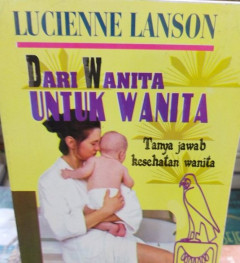 LUCIENNE LANSON
DARI WANITA
UNTUK WANITA
Tanya jawab
kesehatan wanita